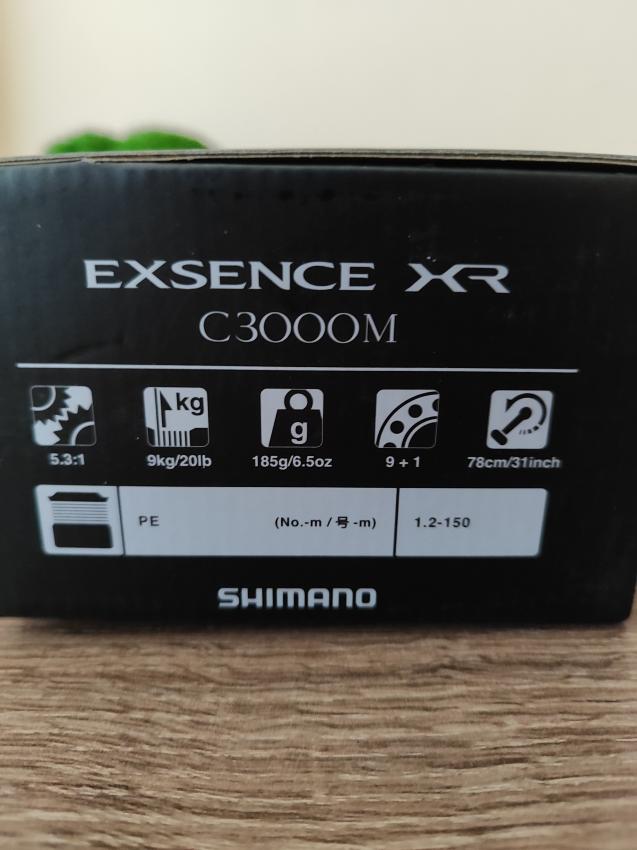 EXSENCE XR
C3000M
kg
g
5.3:1 9kg/20lb 185g/6.5oz 9 + 1 78cm/31inch
PE (No.-m / 号 -m) 1.2-150
SHIMANO